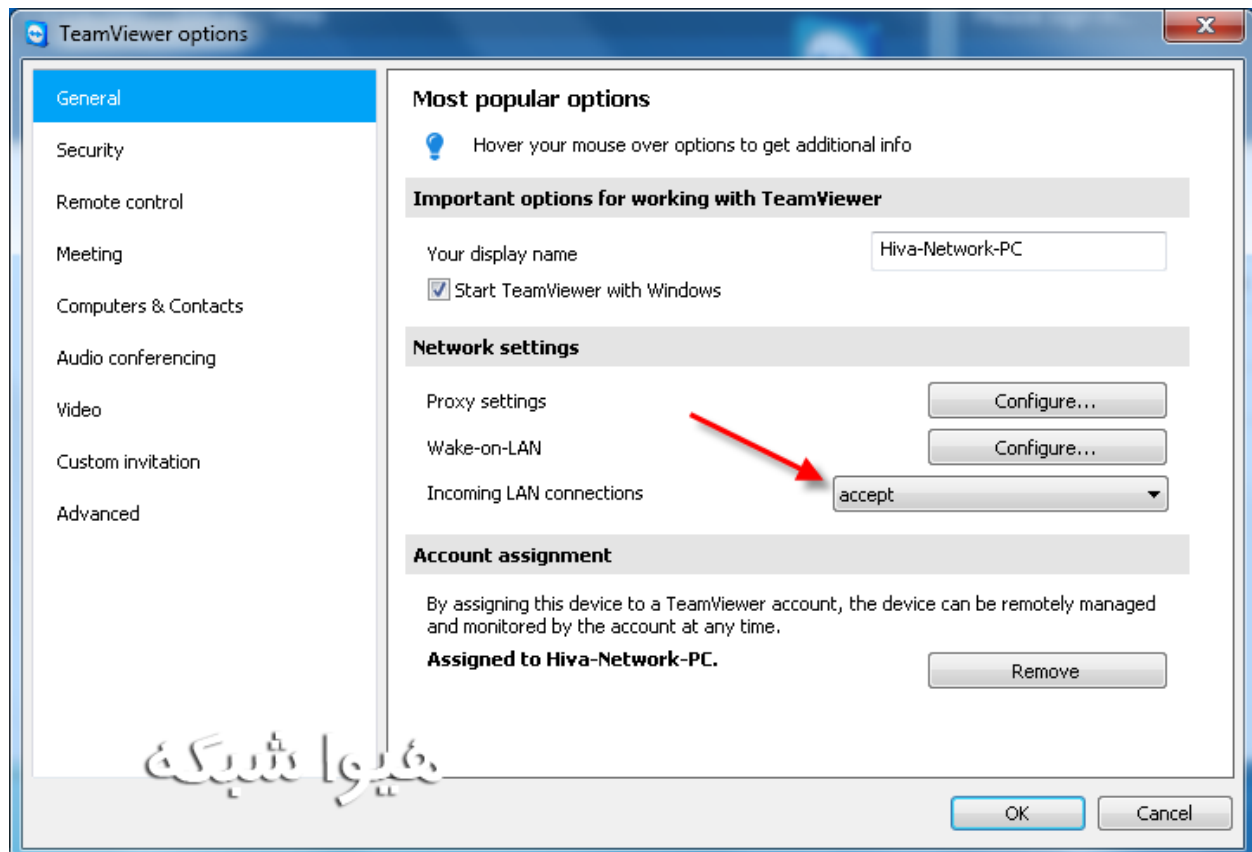 TeamViewer options
General
Security
Remote control
Meeting
Computers & Contacts
Audio conferencing
Video
Custom invitation
Advanced
Most popular options
Hover your mouse over options to get additional info
Important options for working with TeamViewer
Your display name
Hiva-Network-PC
Start TeamViewer with Windows
Network settings
Proxy settings
Configure...
Wake-on-LAN
Configure...
Incoming LAN connections
accept
Account assignment
By assigning this device to a TeamViewer account, the device can be remotely managed
and monitored by the account at any time.
Assigned to Hiva-Network-PC.
Remove
هیوا شبکه
OK
Cancel